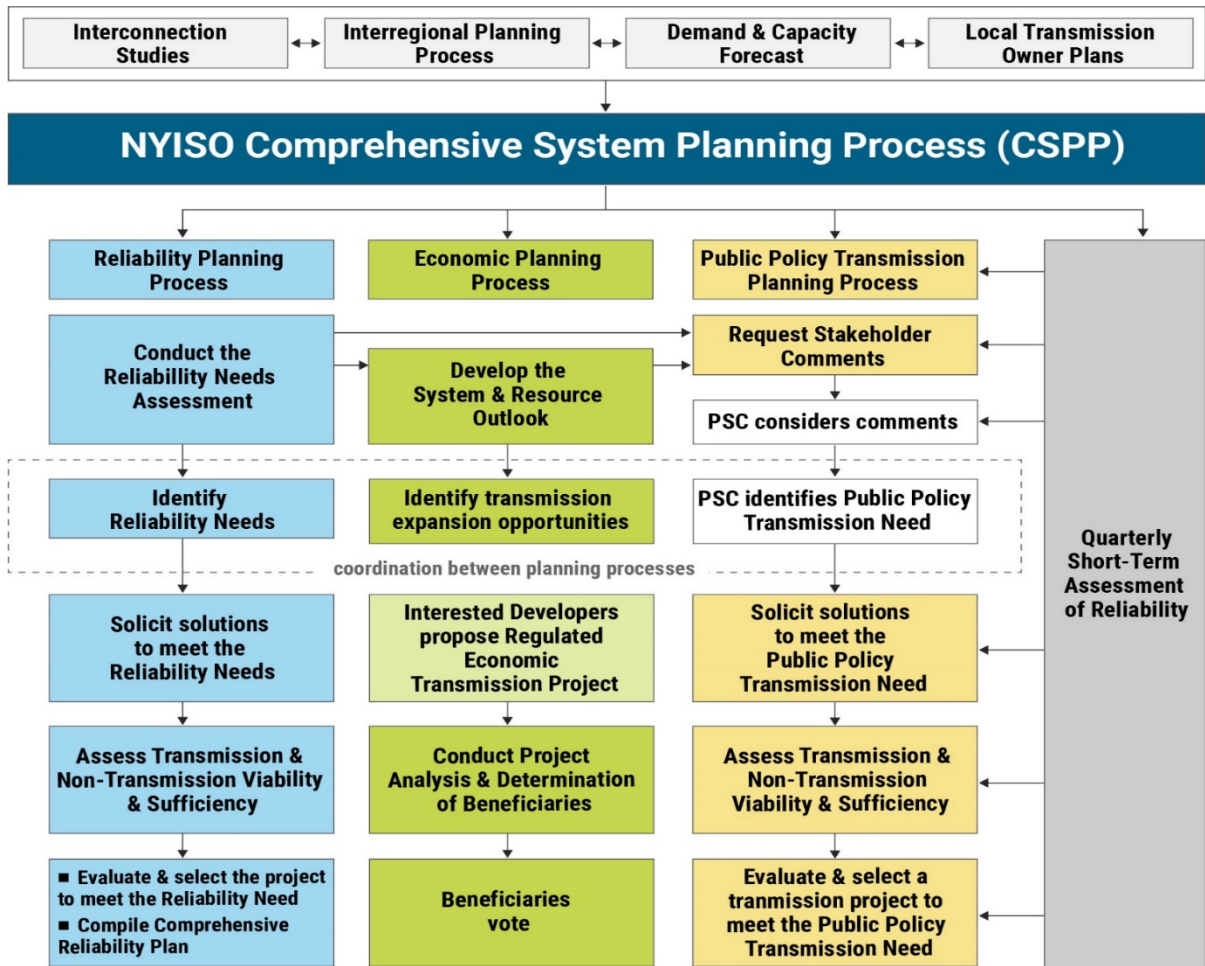 Interconnection
Studies
Interregional Planning
Process
Demand & Capacity
Forecast
Local Transmission
Owner Plans
NYISO Comprehensive System Planning Process (CSPP)
Reliability Planning
Process
Economic Planning
Process
Public Policy Transmission
Planning Process
Conduct the
Reliabillity Needs
Assessment
Develop the
System & Resource
Outlook
Request Stakeholder
Comments
PSC considers comments
Identify
Reliability Needs
Identify transmission
expansion opportunities
PSC identifies Public Policy
Transmission Need
coordination between planning processes
Quarterly
Short-Term
Assessment
of Reliability
Solicit solutions
to meet the
Reliability Needs
Interested Developers
propose Regulated
Economic
Transmission Project
Solicit solutions
to meet the
Public Policy
Transmission Need
Assess Transmission &
Non-Transmission Viability
& Sufficiency
Conduct Project
Analysis & Determination
of Beneficiaries
Assess Transmission &
Non-Transmission
Viability & Sufficiency
■ Evaluate & select the project
to meet the Reliability Need
■ Compile Comprehensive
Reliability Plan
Beneficiaries
vote
Evaluate & select a
tranmission project to
meet the Public Policy
Transmission Need